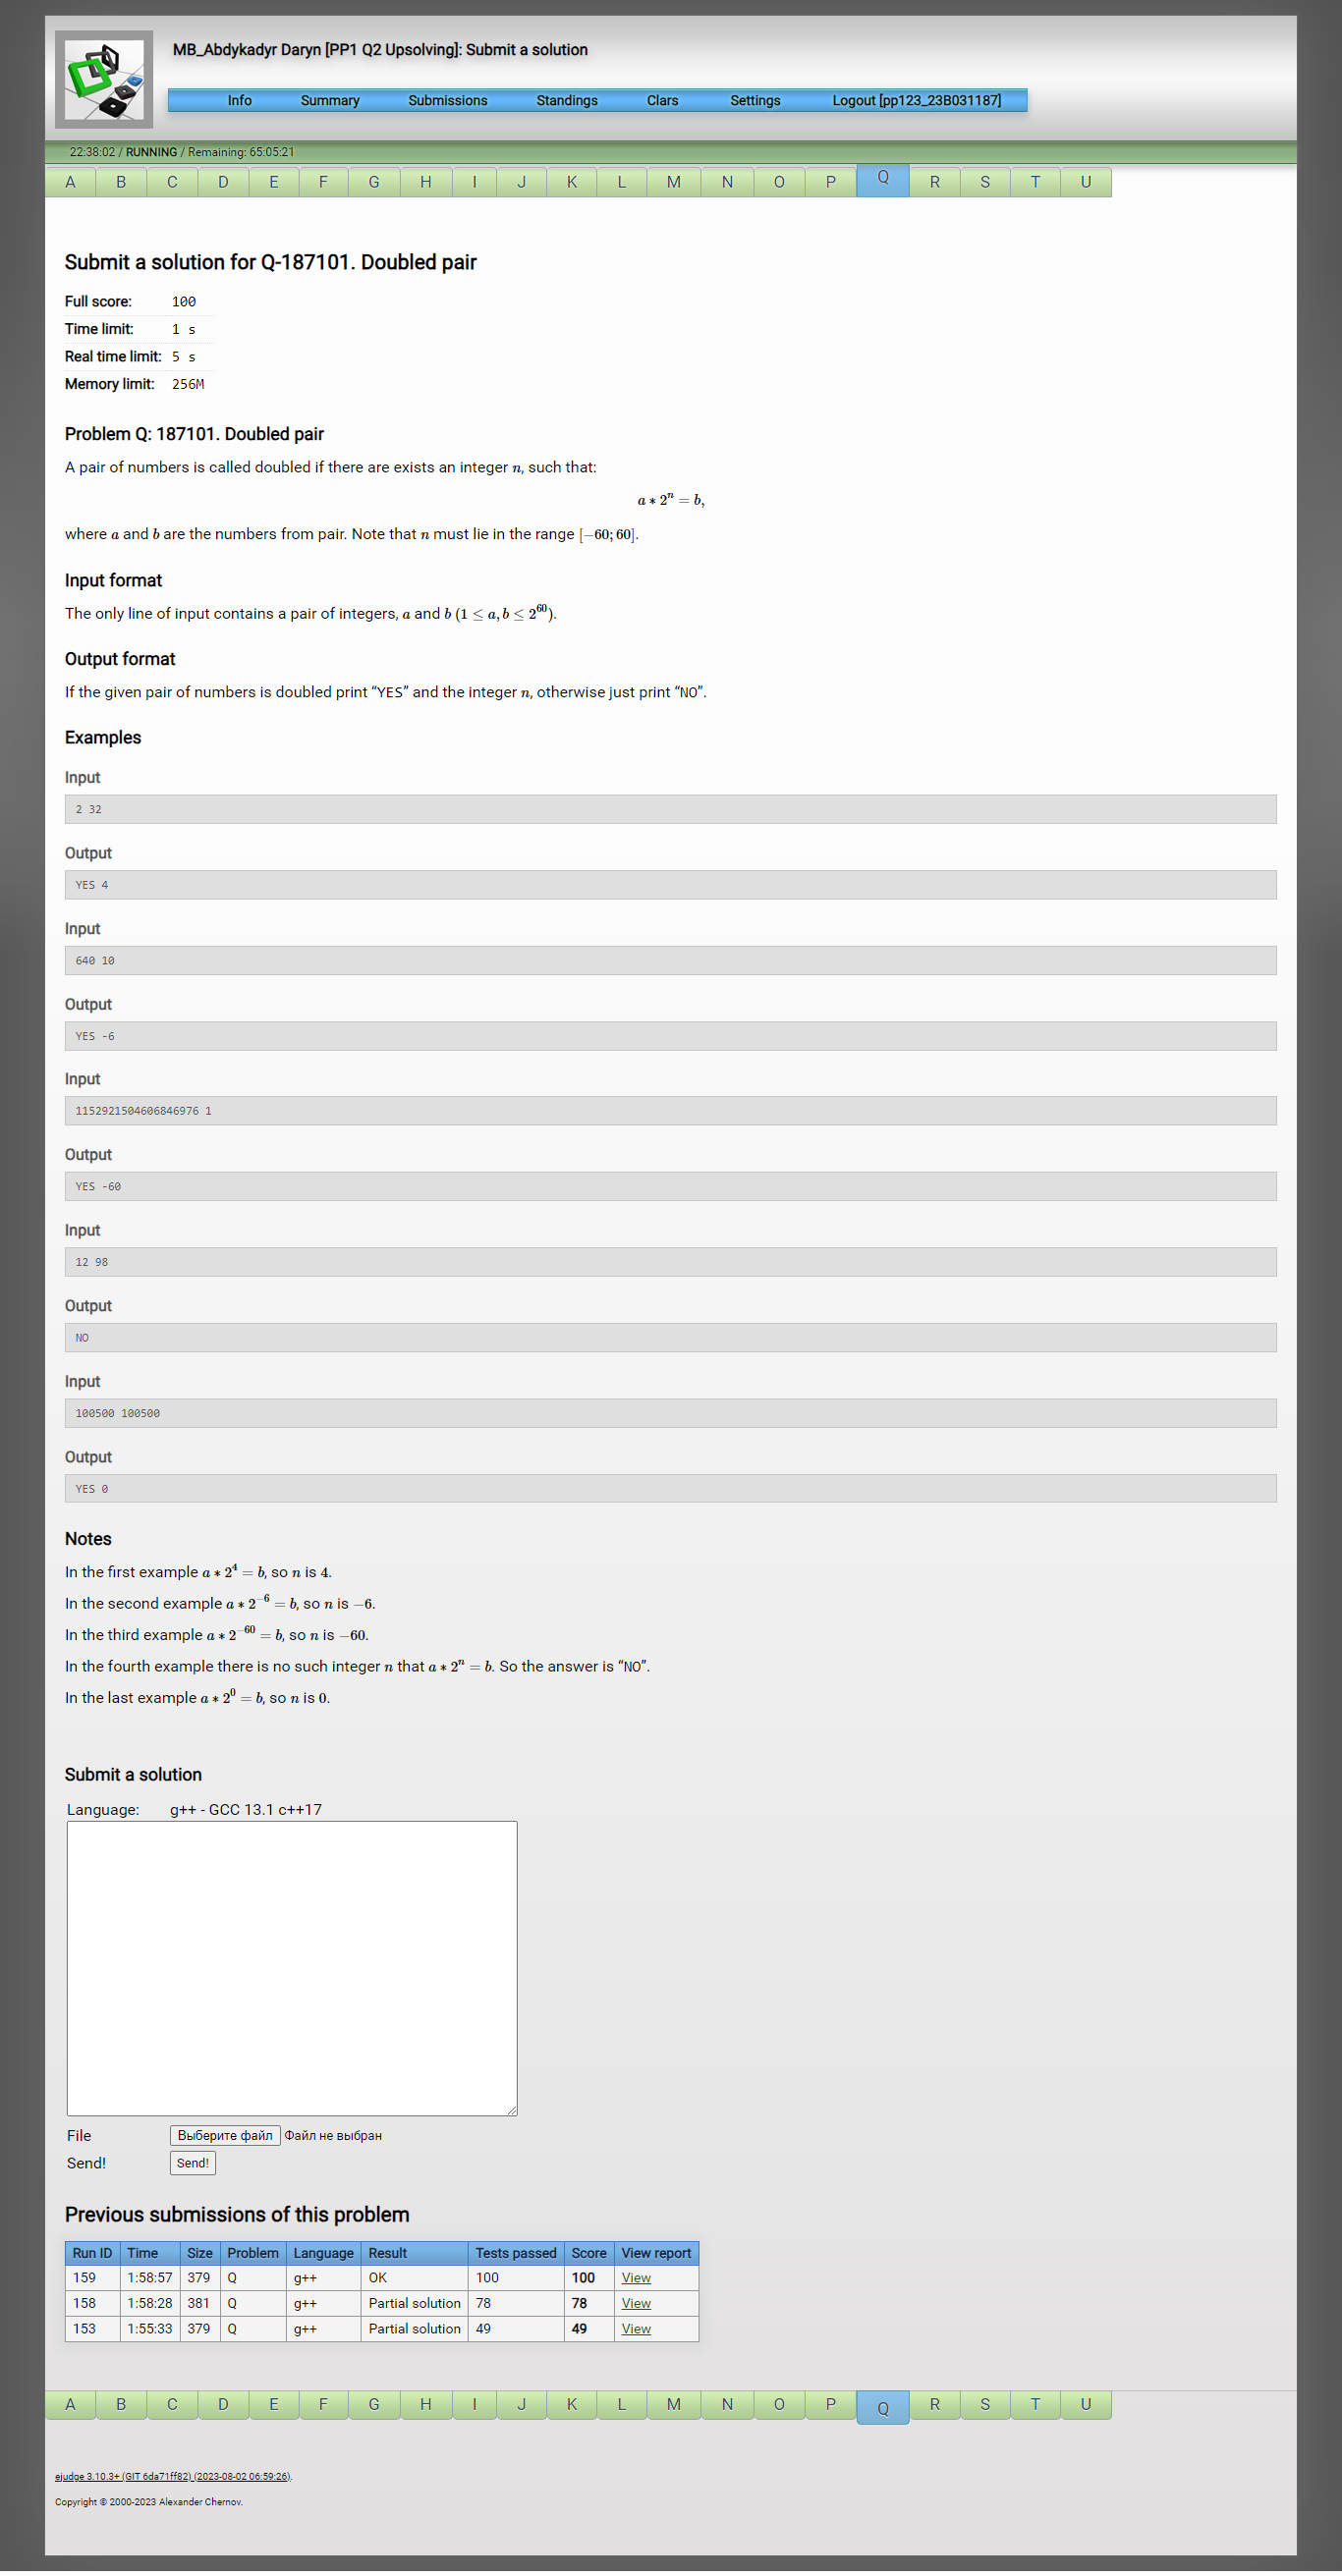 MB_Abdykadyr Daryn [PP1 Q2 Upsolving]: Submit a solution
Info Summary Submissions Standings Clars Settings Logout [pp123_23B031187]
22:38:02 / RUNNING / Remaining: 65:05:21
A B C D E F G H I J K L M N O P Q R S T U
Submit a solution for Q-187101. Doubled pair
Full score: 100
Time limit: 1 s
Real time limit: 5 s
Memory limit: 256M
Problem Q: 187101. Doubled pair
A pair of numbers is called doubled if there are exists an integer n, such that:
a ∗ 2^n = b,
where a and b are the numbers from pair. Note that n must lie in the range [−60; 60].
Input format
The only line of input contains a pair of integers, a and b (1 ≤ a, b ≤ 2^60).
Output format
If the given pair of numbers is doubled print “YES” and the integer n, otherwise just print “NO”.
Examples
Input
2 32
Output
YES 4
Input
640 10
Output
YES -6
Input
1152921504606846976 1
Output
YES -60
Input
12 98
Output
NO
Input
100500 100500
Output
YES 0
Notes
In the first example a ∗ 2^4 = b, so n is 4.
In the second example a ∗ 2^−6 = b, so n is −6.
In the third example a ∗ 2^−60 = b, so n is −60.
In the fourth example there is no such integer n that a ∗ 2^n = b. So the answer is “NO”.
In the last example a ∗ 2^0 = b, so n is 0.
Submit a solution
Language: g++ - GCC 13.1 c++17
File Выберите файл Файл не выбран
Send! Send!
Previous submissions of this problem
Run ID Time Size Problem Language Result Tests passed Score View report
159 1:58:57 379 Q g++ OK 100 100 View
158 1:58:28 381 Q g++ Partial solution 78 78 View
153 1:55:33 379 Q g++ Partial solution 49 49 View
A B C D E F G H I J K L M N O P Q R S T U
ejudge 3.10.3+ (GIT 6da71ff82) (2023-08-02 06:59:26).
Copyright © 2000-2023 Alexander Chernov.